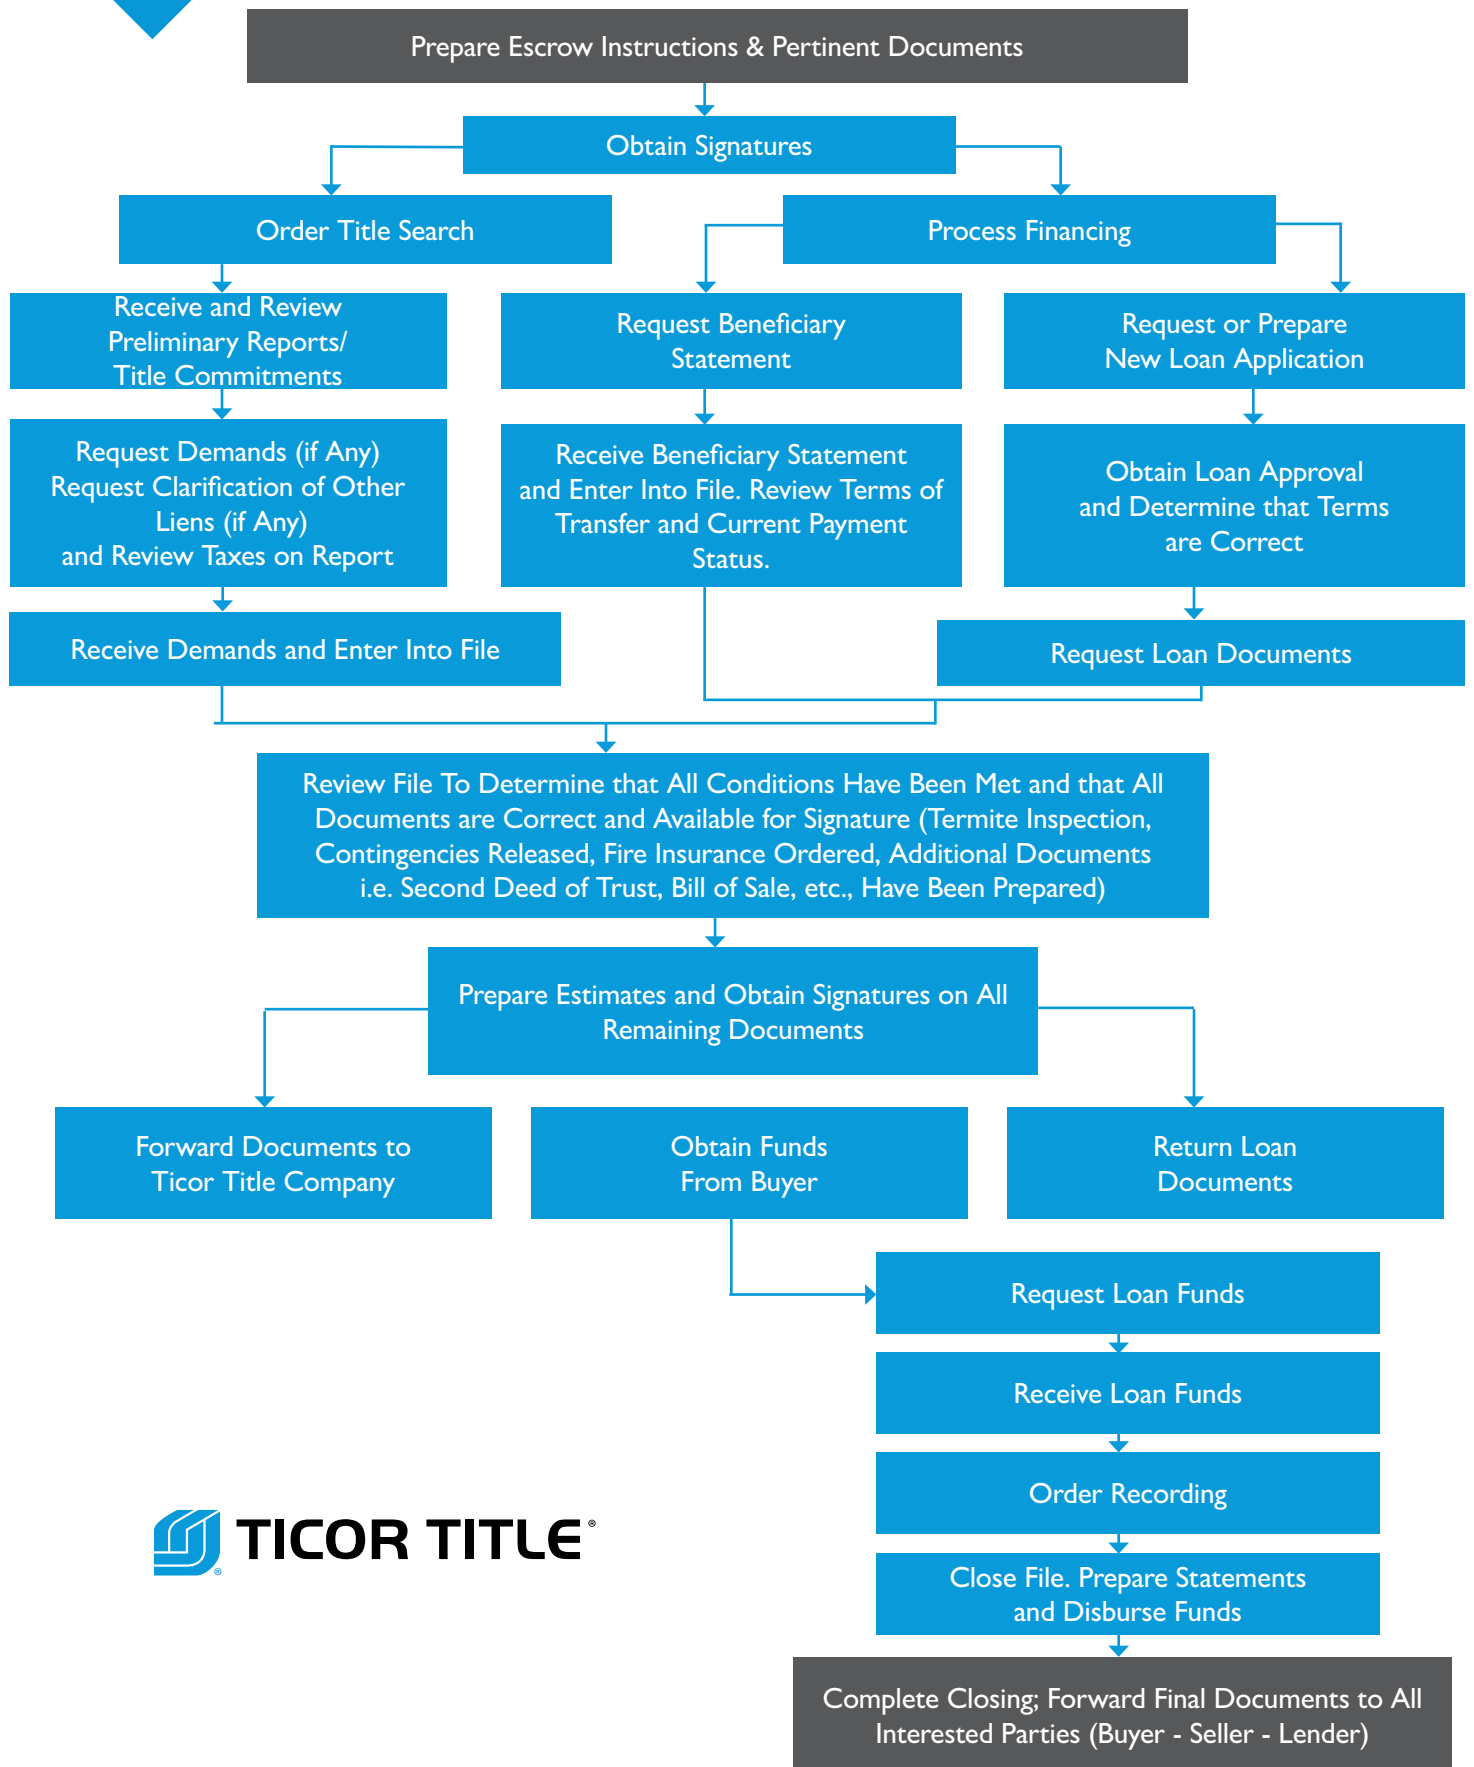 Prepare Escrow Instructions & Pertinent Documents
Obtain Signatures
Order Title Search
Process Financing
Receive and Review
Preliminary Reports/
Title Commitments
Request Beneficiary
Statement
Request or Prepare
New Loan Application
Request Demands (if Any)
Request Clarification of Other
Liens (if Any)
and Review Taxes on Report
Receive Beneficiary Statement
and Enter Into File. Review Terms of
Transfer and Current Payment
Status.
Obtain Loan Approval
and Determine that Terms
are Correct
Receive Demands and Enter Into File
Request Loan Documents
Review File To Determine that All Conditions Have Been Met and that All
Documents are Correct and Available for Signature (Termite Inspection,
Contingencies Released, Fire Insurance Ordered, Additional Documents
i.e. Second Deed of Trust, Bill of Sale, etc., Have Been Prepared)
Prepare Estimates and Obtain Signatures on All
Remaining Documents
Forward Documents to
Ticor Title Company
Obtain Funds
From Buyer
Return Loan
Documents
Request Loan Funds
Receive Loan Funds
Order Recording
Close File. Prepare Statements
and Disburse Funds
TICOR TITLE®
®
Complete Closing; Forward Final Documents to All
Interested Parties (Buyer - Seller - Lender)